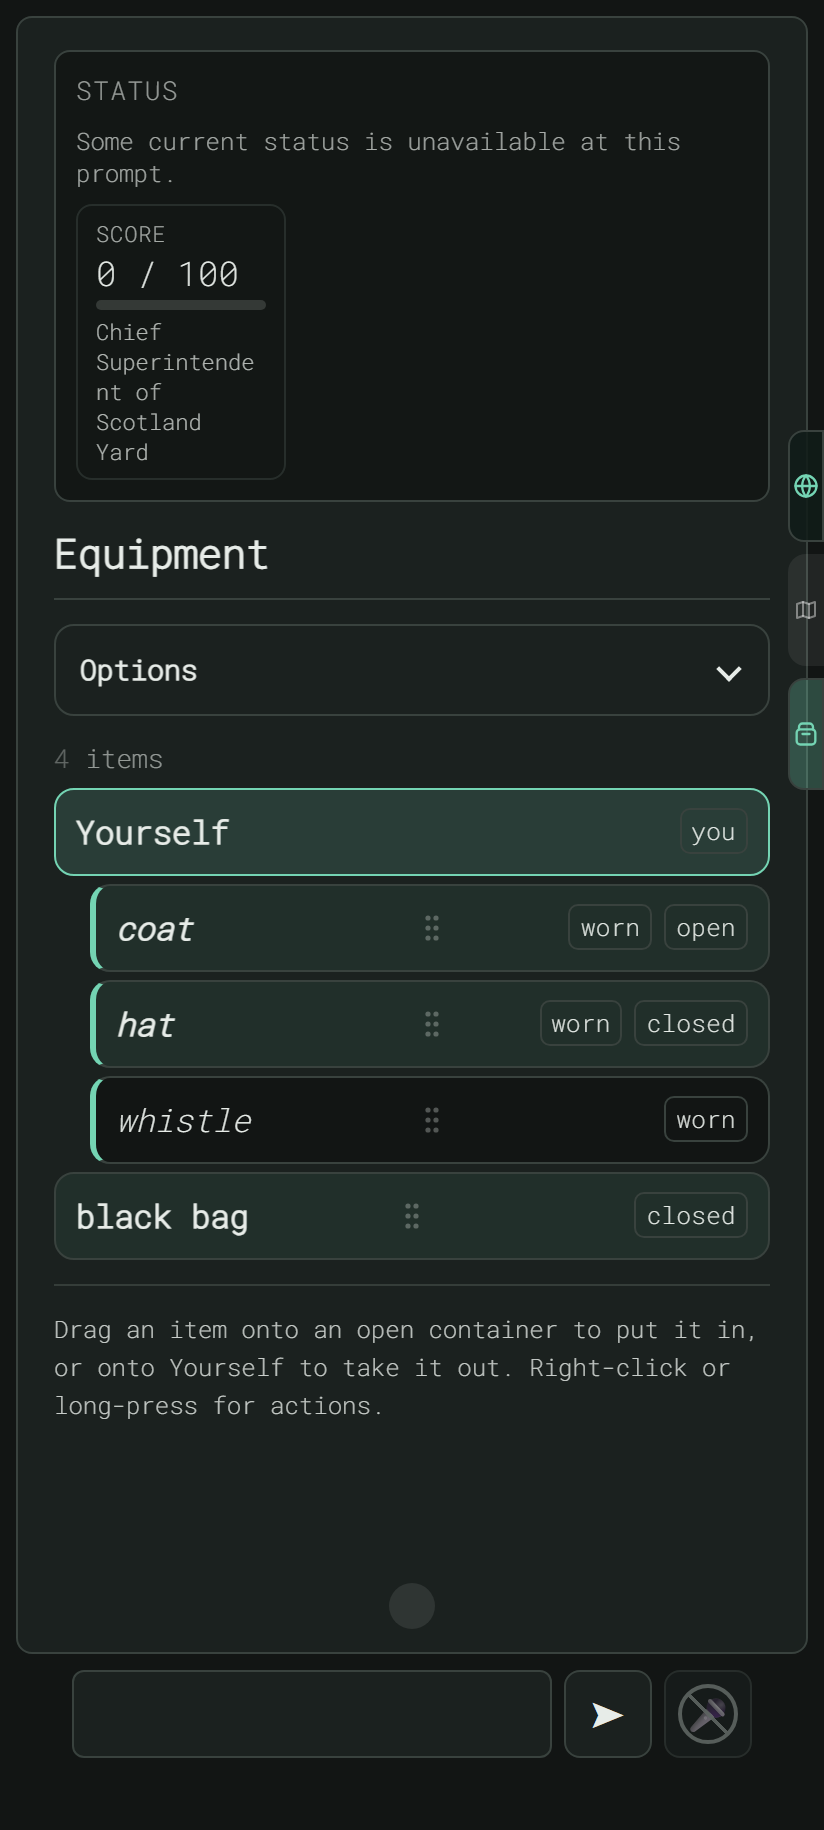 STATUS
Some current status is unavailable at this
prompt.
SCORE
0 / 100
Chief
Superintende
nt of
Scotland
Yard
Equipment
Options
4 items
Yourself you
coat worn open
hat worn closed
whistle worn
black bag closed
Drag an item onto an open container to put it in,
or onto Yourself to take it out. Right-click or
long-press for actions.